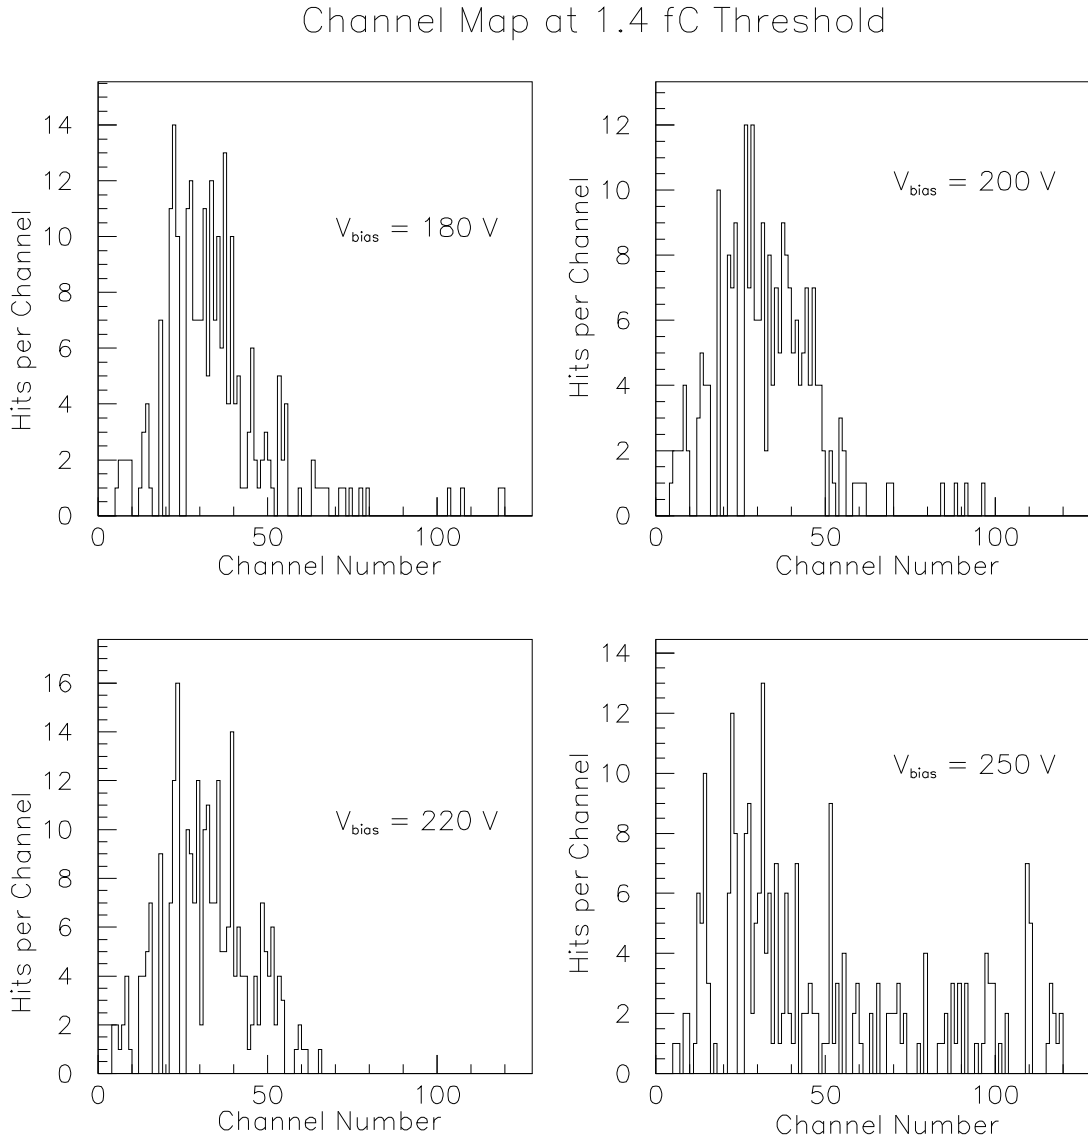 Channel Map at 1.4 fC Threshold
14
12
10
8
6
4
2
0
Hits per Channel
V_bias = 180 V
0 50 100
Channel Number
12
10
8
6
4
2
0
Hits per Channel
V_bias = 200 V
0 50 100
Channel Number
16
14
12
10
8
6
4
2
0
Hits per Channel
V_bias = 220 V
0 50 100
Channel Number
14
12
10
8
6
4
2
0
Hits per Channel
V_bias = 250 V
0 50 100
Channel Number